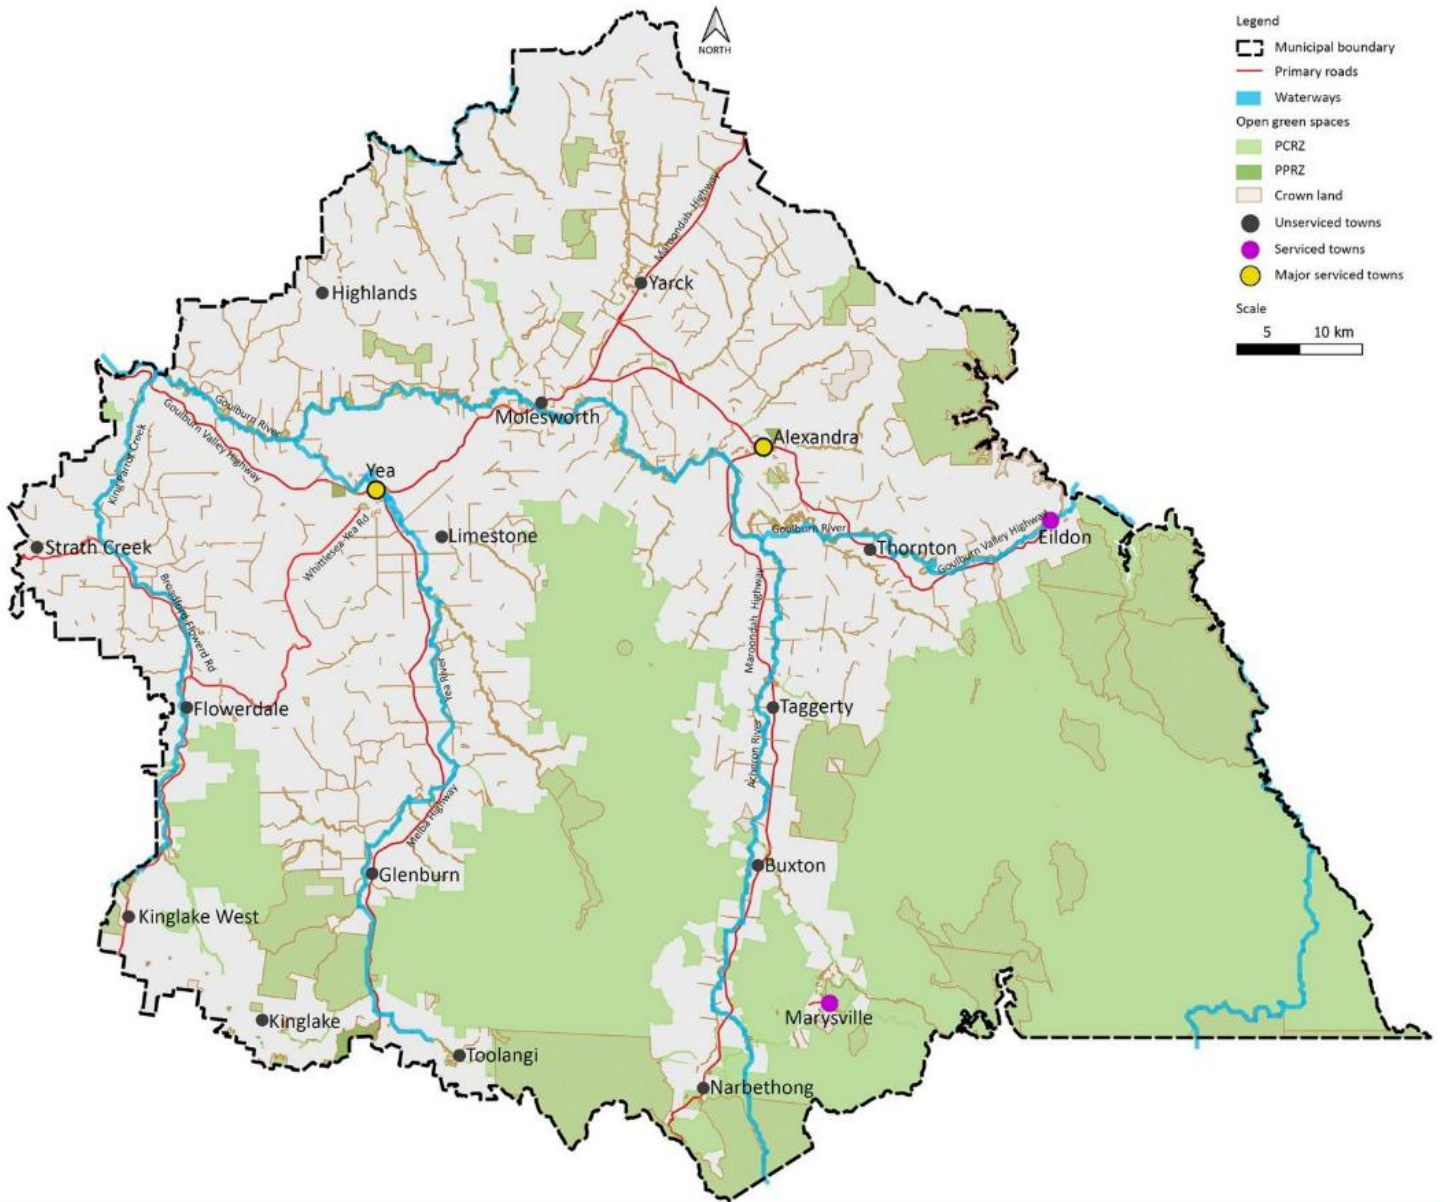 NORTH
Legend
Municipal boundary
Primary roads
Waterways
Open green spaces
PCRZ
PPRZ
Crown land
Unserviced towns
Serviced towns
Major serviced towns
Scale
5 10 km
Maroondah Highway
Yarck
Highlands
Goulburn River
Goulburn Valley Highway
King Parrot Creek
Molesworth
Alexandra
Yea
Whittlesea-Yea Rd
Limestone
Strath Creek
Broadford-Flowerd Rd
Goulburn River
Thornton
Goulburn Valley Highway
Eildon
Maroondah Highway
Yea River
Flowerdale
Taggerty
Acheron River
Melba Highway
Glenburn
Buxton
Kinglake West
Kinglake
Marysville
Toolangi
Narbethong